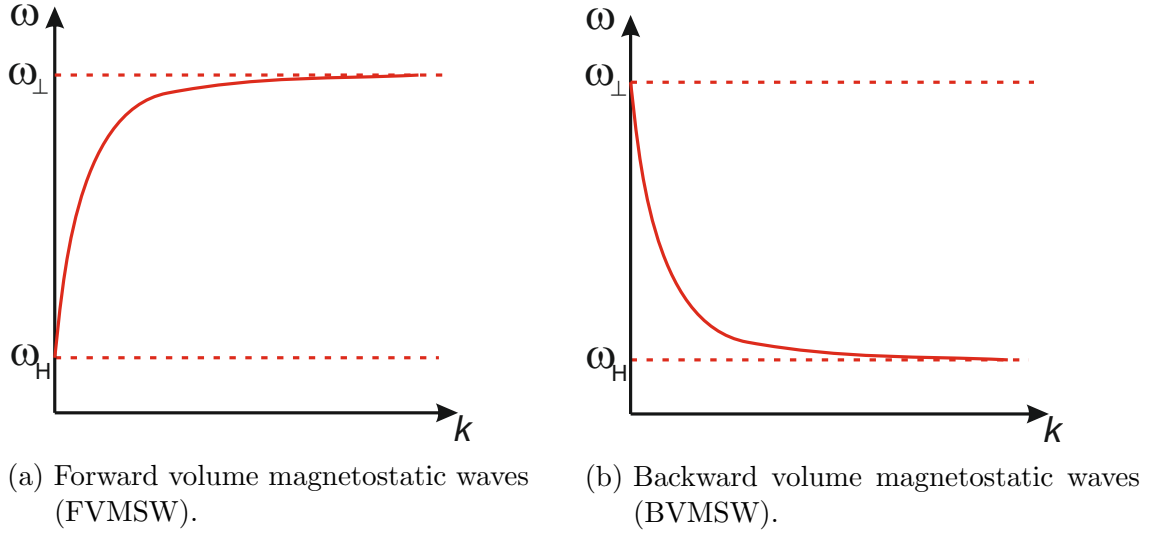 ω
ω⊥
ωH
k
(a) Forward volume magnetostatic waves
(FVMSW).
ω
ω⊥
ωH
k
(b) Backward volume magnetostatic waves
(BVMSW).